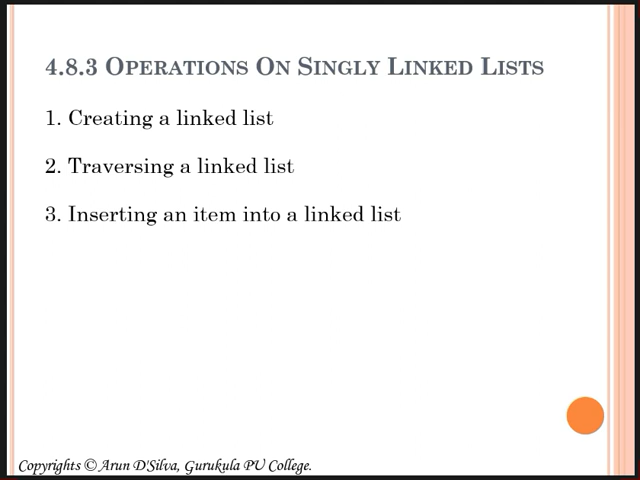 4.8.3 OPERATIONS ON SINGLY LINKED LISTS
1. Creating a linked list
2. Traversing a linked list
3. Inserting an item into a linked list
Copyrights © Arun D'Silva, Gurukula PU College.